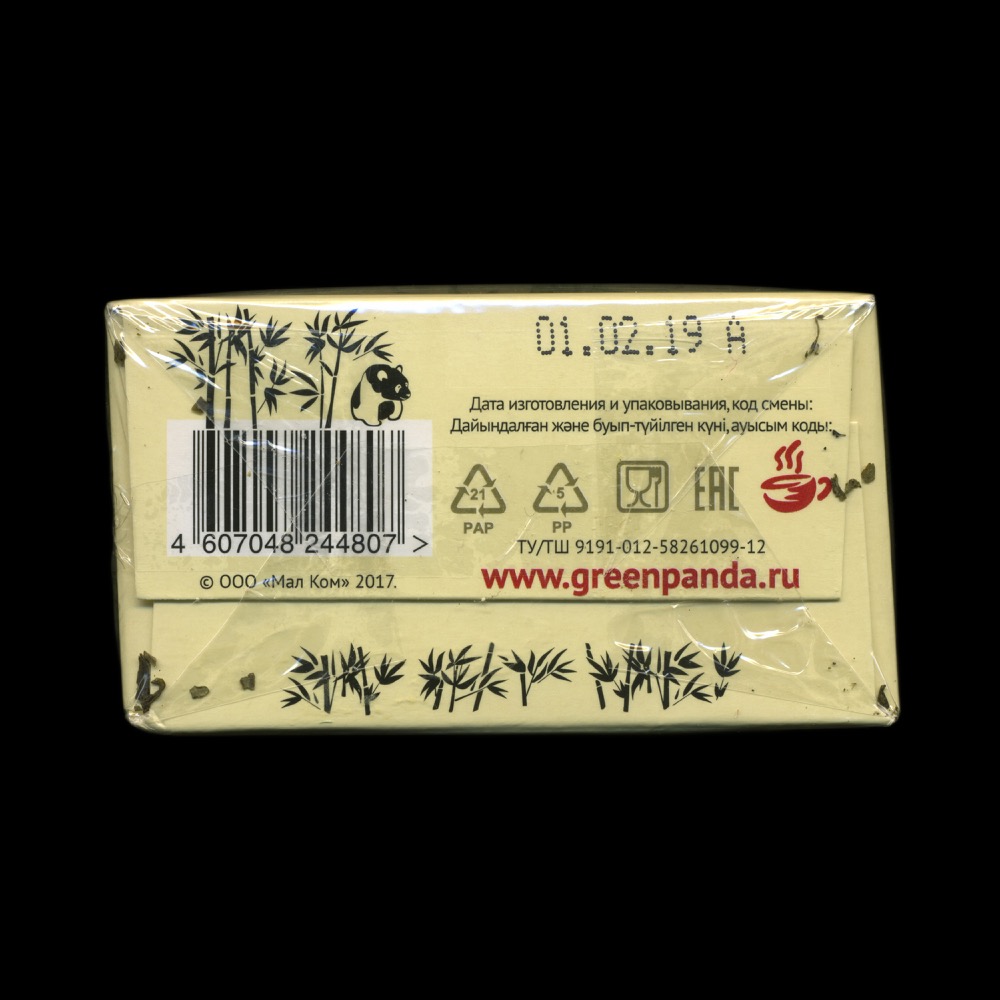 01.02.19 A
Дата изготовления и упаковывания, код смены:
Дайындалған және буып-түйілген күні, ауысым коды:
21
PAP
5
PP
EAC
4 607048 244807 >
ТУ/ТШ 9191-012-58261099-12
© ООО «Мал Ком» 2017.
www.greenpanda.ru